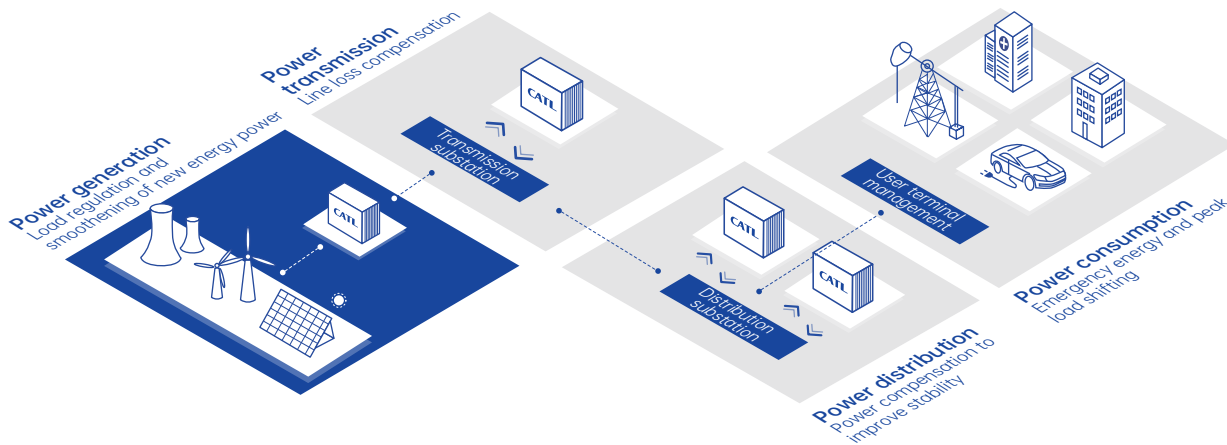 Power generation
Load regulation and
smoothening of new energy power
CATL
Power
transmission
Line loss compensation
CATL
Transmission
substation
CATL
CATL
Distribution
substation
Power distribution
Power compensation to
improve stability
User terminal
management
Power consumption
Emergency energy and peak
load shifting